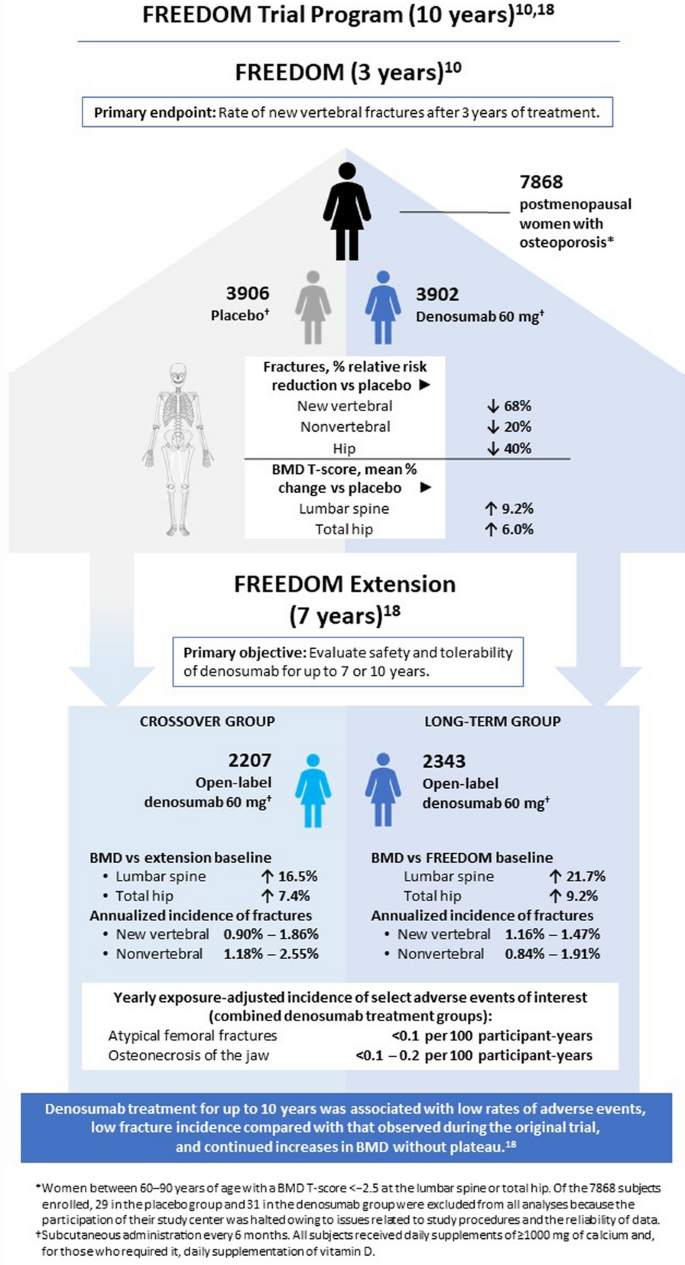 FREEDOM Trial Program (10 years)10,18
FREEDOM (3 years)10
Primary endpoint: Rate of new vertebral fractures after 3 years of treatment.
7868
postmenopausal
women with
osteoporosis*
3906
Placebo†
3902
Denosumab 60 mg†
Fractures, % relative risk
reduction vs placebo ►
New vertebral ↓ 68%
Nonvertebral ↓ 20%
Hip ↓ 40%
BMD T-score, mean %
change vs placebo ►
Lumbar spine ↑ 9.2%
Total hip ↑ 6.0%
FREEDOM Extension
(7 years)18
Primary objective: Evaluate safety and tolerability
of denosumab for up to 7 or 10 years.
CROSSOVER GROUP
2207
Open-label
denosumab 60 mg†
BMD vs extension baseline
• Lumbar spine ↑ 16.5%
• Total hip ↑ 7.4%
Annualized incidence of fractures
• New vertebral 0.90% – 1.86%
• Nonvertebral 1.18% – 2.55%
LONG-TERM GROUP
2343
Open-label
denosumab 60 mg†
BMD vs FREEDOM baseline
Lumbar spine ↑ 21.7%
Total hip ↑ 9.2%
Annualized incidence of fractures
• New vertebral 1.16% – 1.47%
• Nonvertebral 0.84% – 1.91%
Yearly exposure-adjusted incidence of select adverse events of interest
(combined denosumab treatment groups):
Atypical femoral fractures <0.1 per 100 participant-years
Osteonecrosis of the jaw <0.1 – 0.2 per 100 participant-years
Denosumab treatment for up to 10 years was associated with low rates of adverse events,
low fracture incidence compared with that observed during the original trial,
and continued increases in BMD without plateau.18
*Women between 60–90 years of age with a BMD T-score <−2.5 at the lumbar spine or total hip. Of the 7868 subjects
enrolled, 29 in the placebo group and 31 in the denosumab group were excluded from all analyses because the
participation of their study center was halted owing to issues related to study procedures and the reliability of data.
†Subcutaneous administration every 6 months. All subjects received daily supplements of ≥1000 mg of calcium and,
for those who required it, daily supplementation of vitamin D.